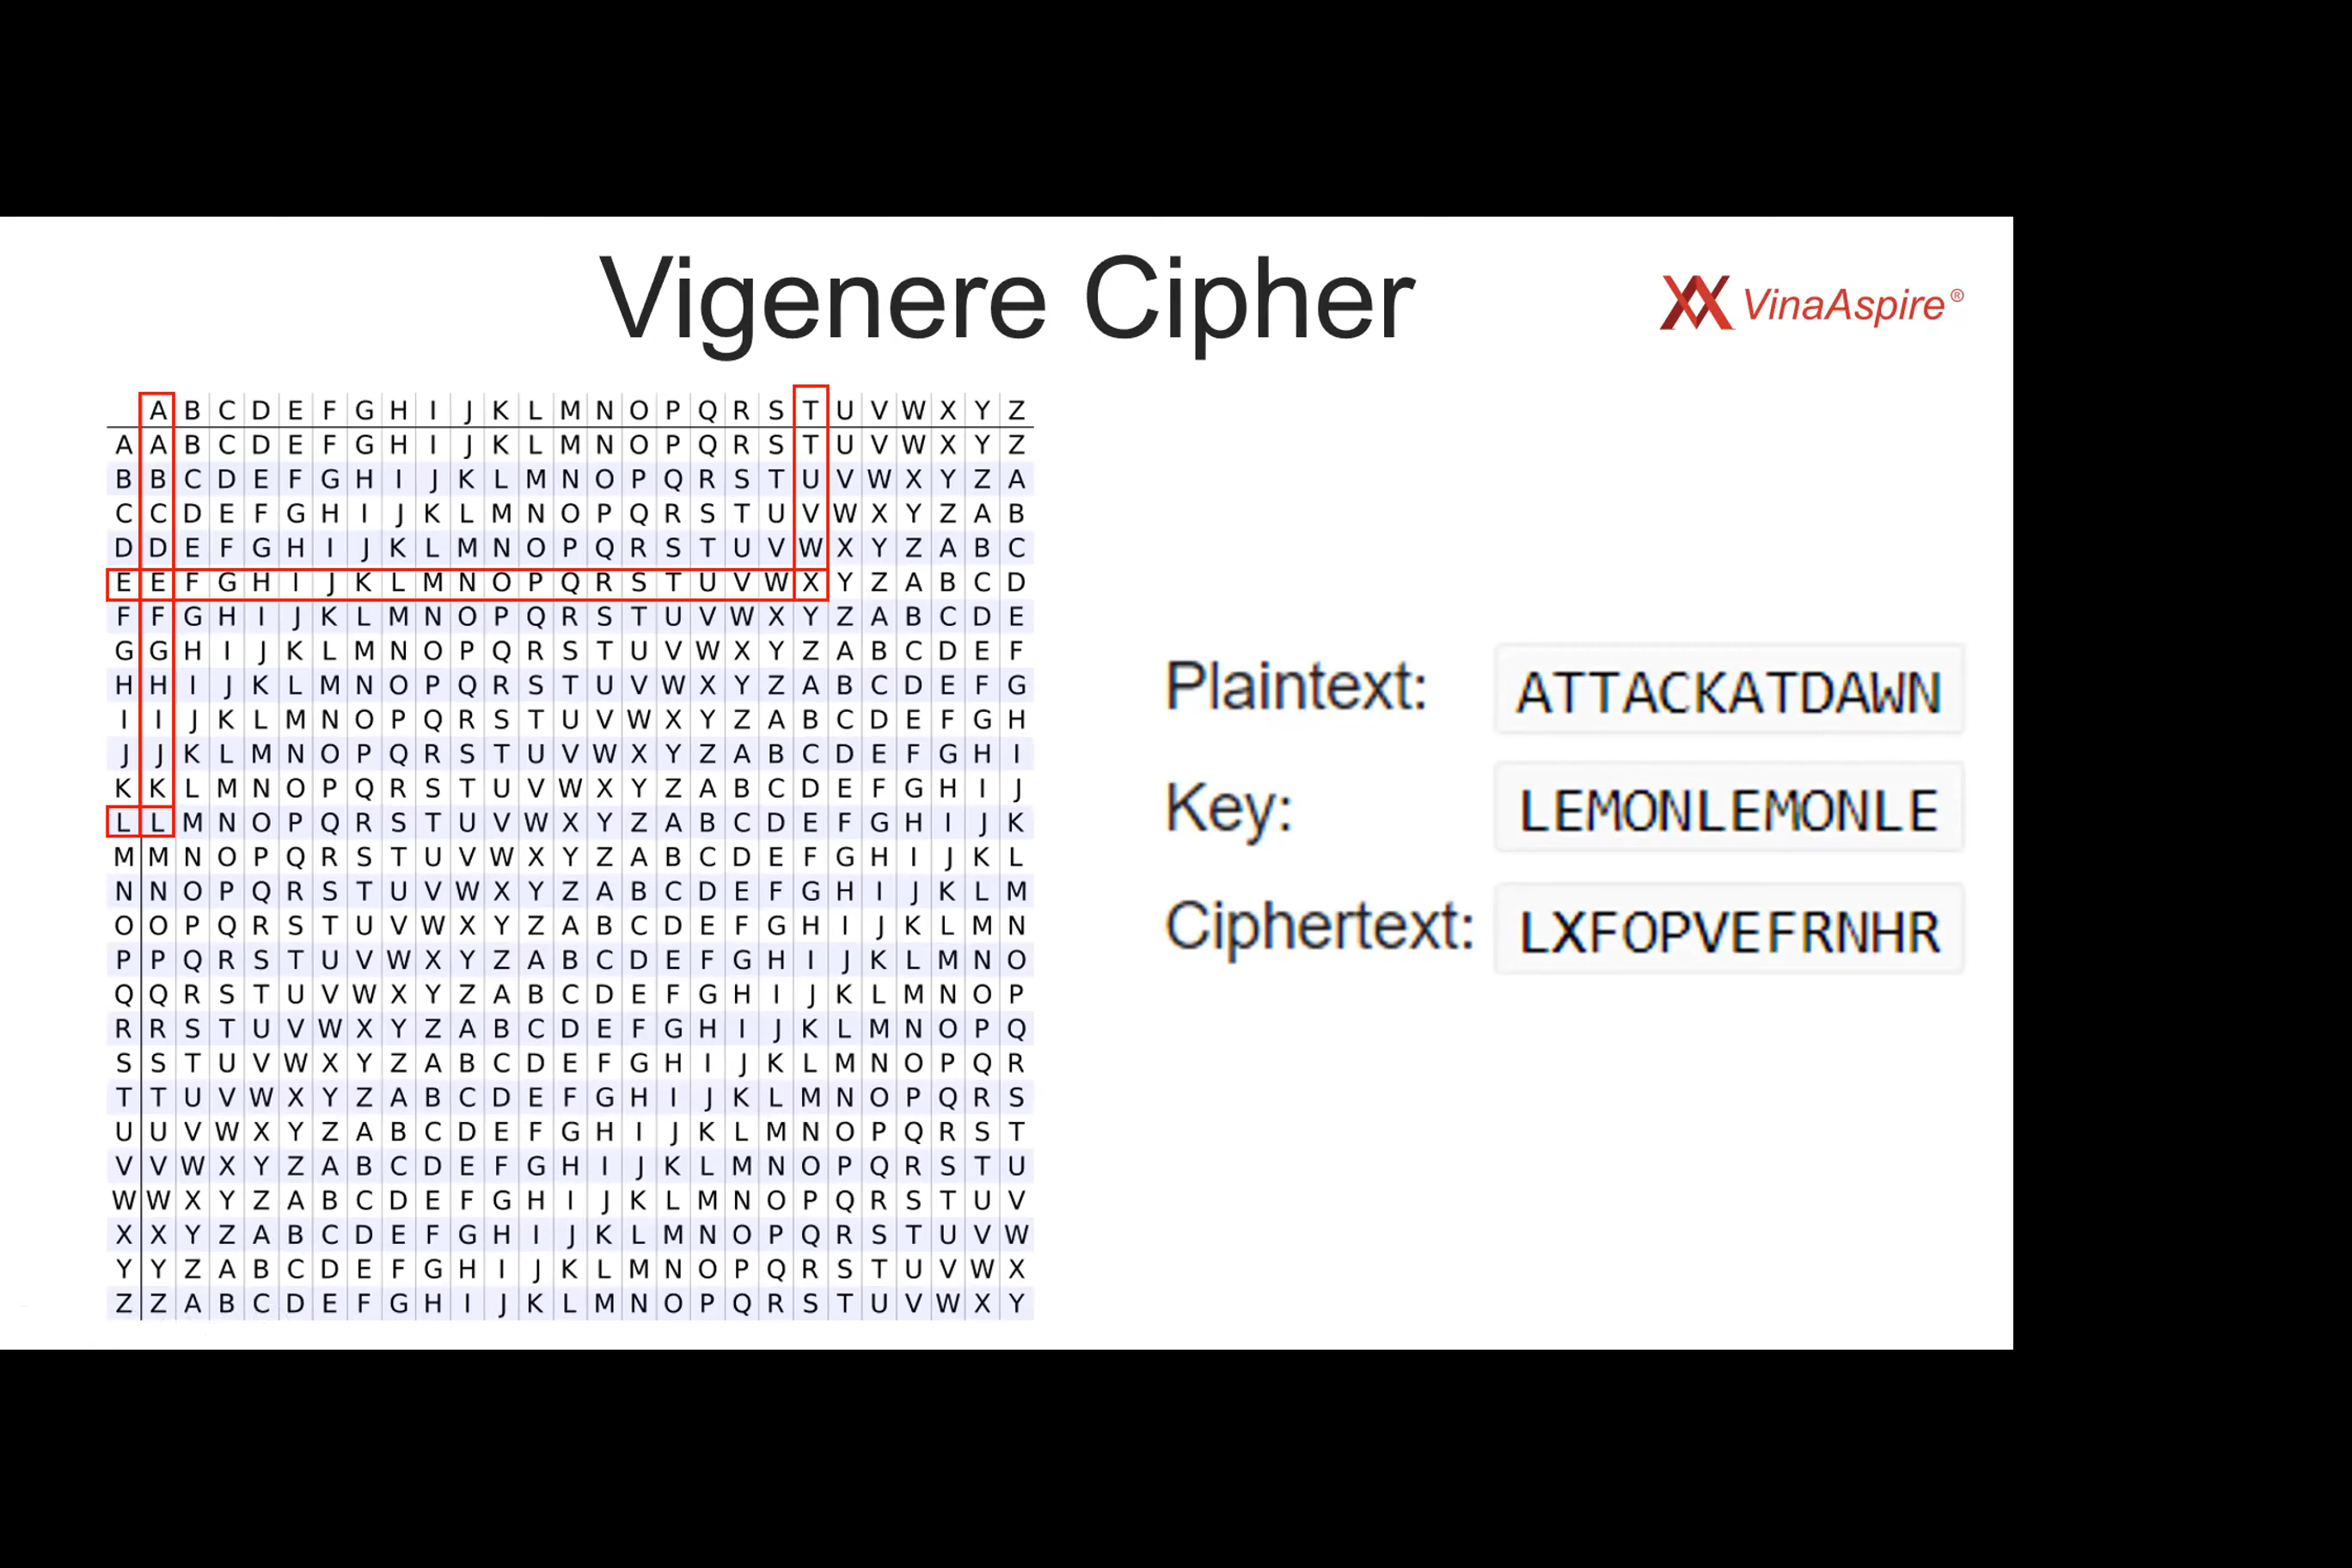 Vigenere Cipher
VinaAspire®
A B C D E F G H I J K L M N O P Q R S T U V W X Y Z
A A B C D E F G H I J K L M N O P Q R S T U V W X Y Z
B B C D E F G H I J K L M N O P Q R S T U V W X Y Z A
C C D E F G H I J K L M N O P Q R S T U V W X Y Z A B
D D E F G H I J K L M N O P Q R S T U V W X Y Z A B C
E E F G H I J K L M N O P Q R S T U V W X Y Z A B C D
F F G H I J K L M N O P Q R S T U V W X Y Z A B C D E
G G H I J K L M N O P Q R S T U V W X Y Z A B C D E F
H H I J K L M N O P Q R S T U V W X Y Z A B C D E F G
I I J K L M N O P Q R S T U V W X Y Z A B C D E F G H
J J K L M N O P Q R S T U V W X Y Z A B C D E F G H I
K K L M N O P Q R S T U V W X Y Z A B C D E F G H I J
L L M N O P Q R S T U V W X Y Z A B C D E F G H I J K
M M N O P Q R S T U V W X Y Z A B C D E F G H I J K L
N N O P Q R S T U V W X Y Z A B C D E F G H I J K L M
O O P Q R S T U V W X Y Z A B C D E F G H I J K L M N
P P Q R S T U V W X Y Z A B C D E F G H I J K L M N O
Q Q R S T U V W X Y Z A B C D E F G H I J K L M N O P
R R S T U V W X Y Z A B C D E F G H I J K L M N O P Q
S S T U V W X Y Z A B C D E F G H I J K L M N O P Q R
T T U V W X Y Z A B C D E F G H I J K L M N O P Q R S
U U V W X Y Z A B C D E F G H I J K L M N O P Q R S T
V V W X Y Z A B C D E F G H I J K L M N O P Q R S T U
W W X Y Z A B C D E F G H I J K L M N O P Q R S T U V
X X Y Z A B C D E F G H I J K L M N O P Q R S T U V W
Y Y Z A B C D E F G H I J K L M N O P Q R S T U V W X
Z Z A B C D E F G H I J K L M N O P Q R S T U V W X Y
Plaintext: ATTACKATDAWN
Key: LEMONLEMONLE
Ciphertext: LXFOPVEFRNHR